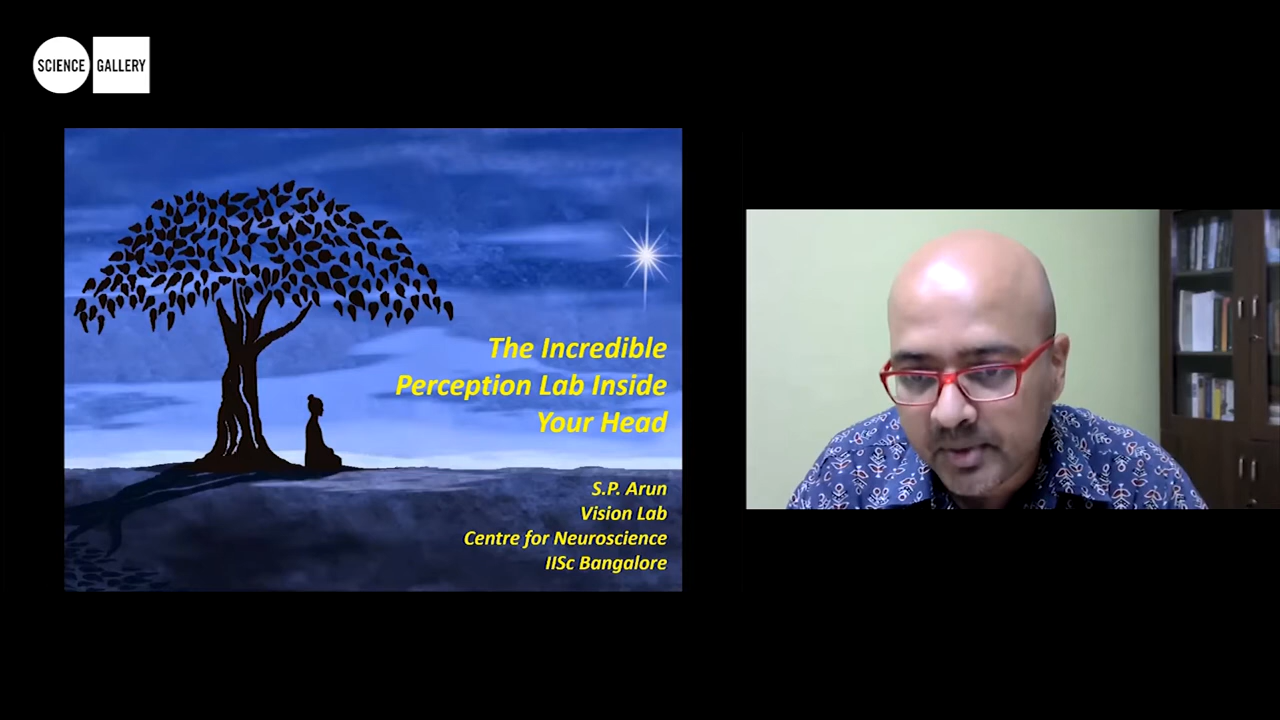 SCIENCE GALLERY
The Incredible
Perception Lab Inside
Your Head
S.P. Arun
Vision Lab
Centre for Neuroscience
IISc Bangalore